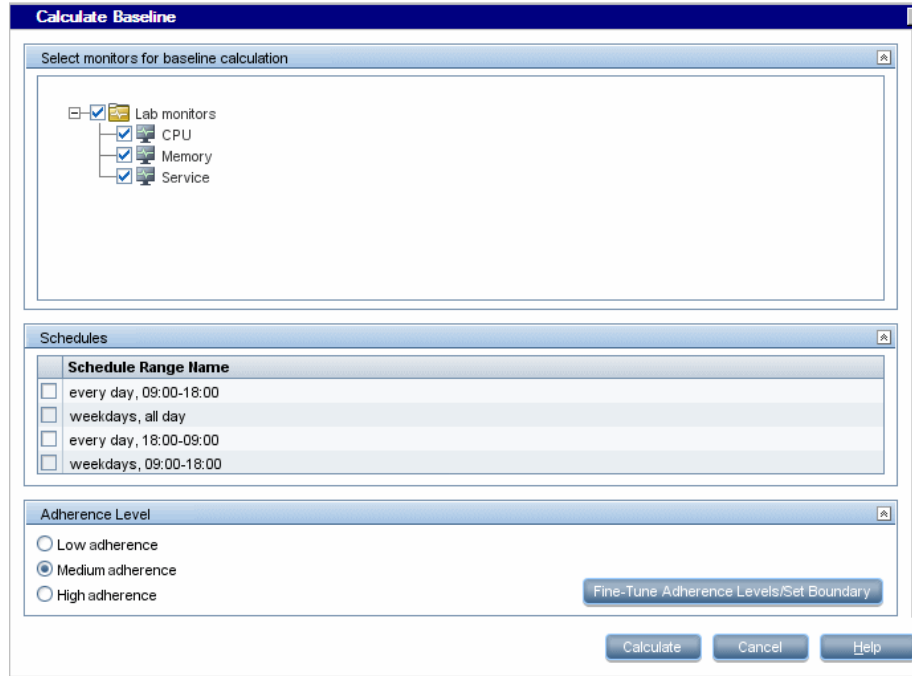 Calculate Baseline
Select monitors for baseline calculation
Lab monitors
CPU
Memory
Service
Schedules
Schedule Range Name
every day, 09:00-18:00
weekdays, all day
every day, 18:00-09:00
weekdays, 09:00-18:00
Adherence Level
Low adherence
Medium adherence
High adherence
Fine-Tune Adherence Levels/Set Boundary
Calculate Cancel Help